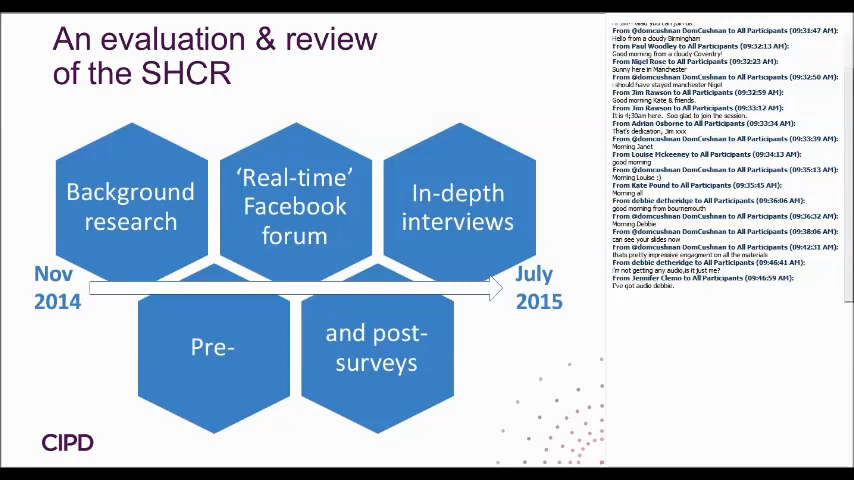 An evaluation & review
of the SHCR
Background
research
'Real-time'
Facebook
forum
In-depth
interviews
Nov
2014
July
2015
Pre-
and post-
surveys
CIPD
From @domcushnan DomCushnan to All Participants (09:31:47 AM):
Hello from a cloudy Birmingham
From Paul Woodley to All Participants (09:32:13 AM):
Good morning from a cloudy Coventry!
From Nigel Rose to All Participants (09:32:23 AM):
Sunny here in Manchester
From @domcushnan DomCushnan to All Participants (09:32:50 AM):
i should have stayed manchester Nigel
From Jim Rawson to All Participants (09:32:59 AM):
Good morning Kate & friends.
From Jim Rawson to All Participants (09:33:12 AM):
It is 4;30am here. So glad to join the session.
From Adrian Osborne to All Participants (09:33:34 AM):
That's dedication, Jim xxx
From @domcushnan DomCushnan to All Participants (09:33:39 AM):
Morning Janet
From Louise Mckeeney to All Participants (09:34:13 AM):
good morning
From @domcushnan DomCushnan to All Participants (09:35:13 AM):
Morning Louise :)
From Kate Pound to All Participants (09:35:45 AM):
Morning all
From debbie detheridge to All Participants (09:36:06 AM):
good morning from bournemouth
From @domcushnan DomCushnan to All Participants (09:36:32 AM):
Morning Debbie
From @domcushnan DomCushnan to All Participants (09:38:06 AM):
can see your slides now
From @domcushnan DomCushnan to All Participants (09:42:31 AM):
thats pretty impressive engagment on all the materials
From debbie detheridge to All Participants (09:46:41 AM):
i'm not getting any audio,is it just me?
From Jennifer Clemo to All Participants (09:46:59 AM):
I've got audio debbie.